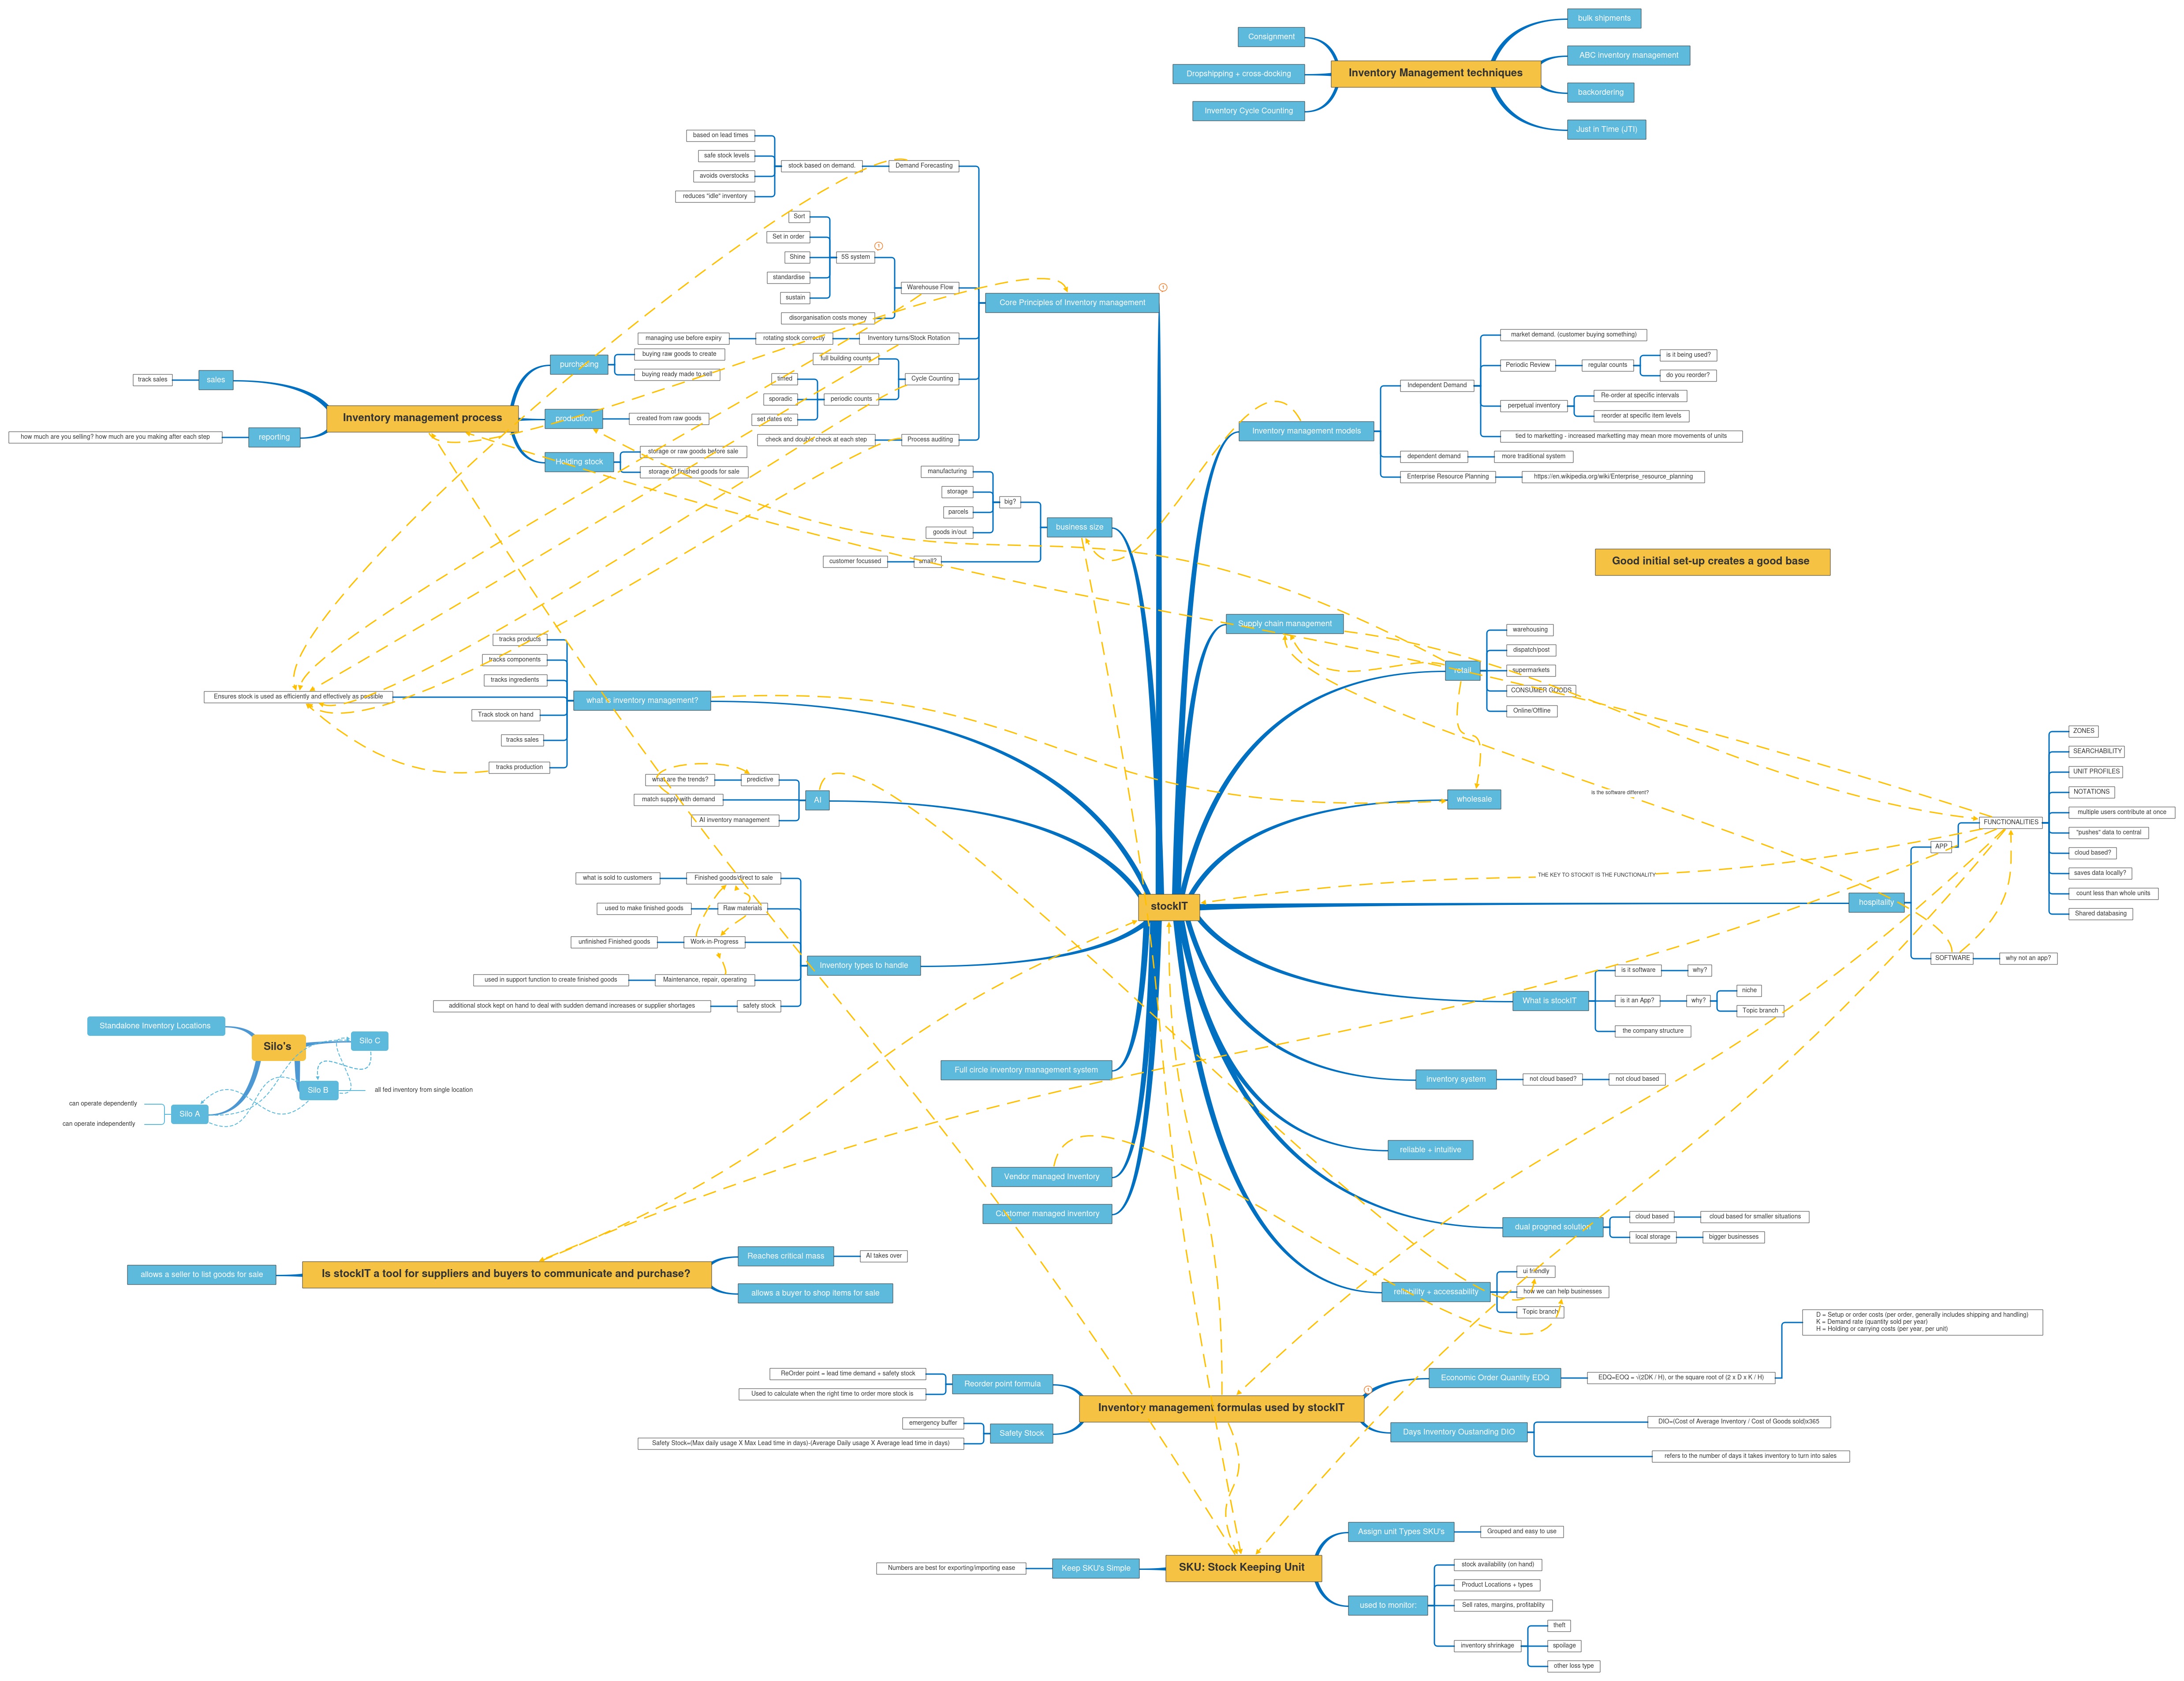 bulk shipments
Consignment
ABC inventory management
Inventory Management techniques
Dropshipping + cross-docking
backordering
Inventory Cycle Counting
Just in Time (JTI)
based on lead times
safe stock levels
avoids overstocks
reduces "idle" inventory
stock based on demand.
Demand Forecasting
Sort
Set in order
Shine
standardise
sustain
5S system
disorganisation costs money
Warehouse Flow
managing use before expiry
rotating stock correctly
Inventory turns/Stock Rotation
full building counts
timed
sporadic
set dates etc
periodic counts
Cycle Counting
check and double check at each step
Process auditing
Core Principles of Inventory management
track sales
sales
how much are you selling? how much are you making after each step
reporting
Inventory management process
purchasing
buying raw goods to create
buying ready made to sell
production
created from raw goods
Holding stock
storage or raw goods before sale
storage of finished goods for sale
manufacturing
storage
parcels
goods in/out
big?
customer focussed
small?
business size
Inventory management models
Independent Demand
market demand. (customer buying something)
Periodic Review
regular counts
is it being used?
do you reorder?
perpetual inventory
Re-order at specific intervals
reorder at specific item levels
tied to marketting - increased marketting may mean more movements of units
dependent demand
more traditional system
Enterprise Resource Planning
https://en.wikipedia.org/wiki/Enterprise_resource_planning
Good initial set-up creates a good base
Supply chain management
retail
warehousing
dispatch/post
supermarkets
CONSUMER GOODS
Online/Offline
wholesale
tracks products
tracks components
tracks ingredients
Ensures stock is used as efficiently and effectively as possible
Track stock on hand
tracks sales
tracks production
what is inventory management?
what are the trends?
predictive
match supply with demand
AI inventory management
AI
is the software different?
THE KEY TO STOCKIT IS THE FUNCTIONALITY
stockIT
hospitality
APP
FUNCTIONALITIES
ZONES
SEARCHABILITY
UNIT PROFILES
NOTATIONS
multiple users contribute at once
"pushes" data to central
cloud based?
saves data locally?
count less than whole units
Shared databasing
SOFTWARE
why not an app?
what is sold to customers
Finished goods/direct to sale
used to make finished goods
Raw materials
unfinished Finished goods
Work-in-Progress
used in support function to create finished goods
Maintenance, repair, operating
additional stock kept on hand to deal with sudden demand increases or supplier shortages
safety stock
Inventory types to handle
What is stockIT
is it software
why?
is it an App?
why?
niche
Topic branch
the company structure
Standalone Inventory Locations
Silo's
Silo C
Silo B
all fed inventory from single location
Silo A
can operate dependently
can operate independently
Full circle inventory management system
inventory system
not cloud based?
not cloud based
reliable + intuitive
Vendor managed Inventory
Customer managed inventory
dual progned solution
cloud based
cloud based for smaller situations
local storage
bigger businesses
allows a seller to list goods for sale
Is stockIT a tool for suppliers and buyers to communicate and purchase?
Reaches critical mass
AI takes over
allows a buyer to shop items for sale
reliability + accessability
ui friendly
how we can help businesses
Topic branch
D = Setup or order costs (per order, generally includes shipping and handling)
K = Demand rate (quantity sold per year)
H = Holding or carrying costs (per year, per unit)
ReOrder point = lead time demand + safety stock
Used to calculate when the right time to order more stock is
Reorder point formula
emergency buffer
Safety Stock=(Max daily usage X Max Lead time in days)-(Average Daily usage X Average lead time in days)
Safety Stock
Inventory management formulas used by stockIT
Economic Order Quantity EDQ
EDQ=EOQ = √(2DK / H), or the square root of (2 x D x K / H)
Days Inventory Oustanding DIO
DIO=(Cost of Average Inventory / Cost of Goods sold)x365
refers to the number of days it takes inventory to turn into sales
Numbers are best for exporting/importing ease
Keep SKU's Simple
SKU: Stock Keeping Unit
Assign unit Types SKU's
Grouped and easy to use
used to monitor:
stock availability (on hand)
Product Locations + types
Sell rates, margins, profitablity
inventory shrinkage
theft
spoilage
other loss type